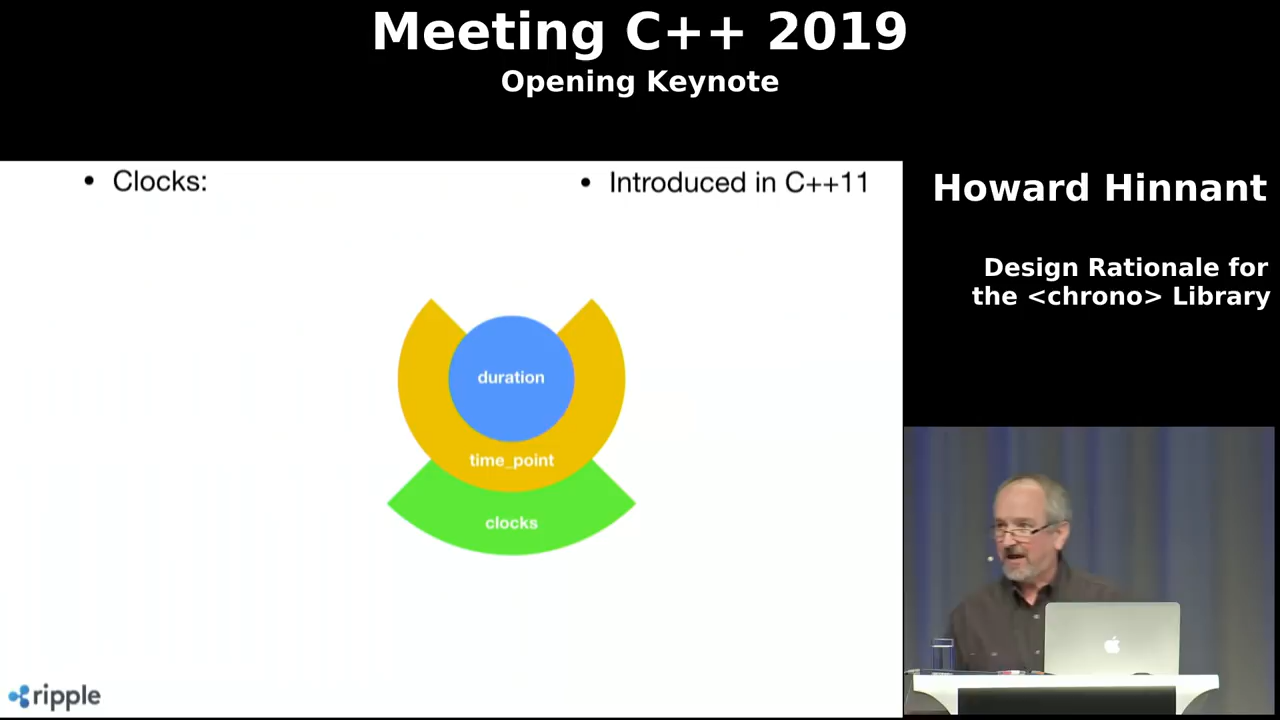 Meeting C++ 2019
Opening Keynote
• Clocks:
• Introduced in C++11
duration
time_point
clocks
ripple
Howard Hinnant
Design Rationale for
the <chrono> Library